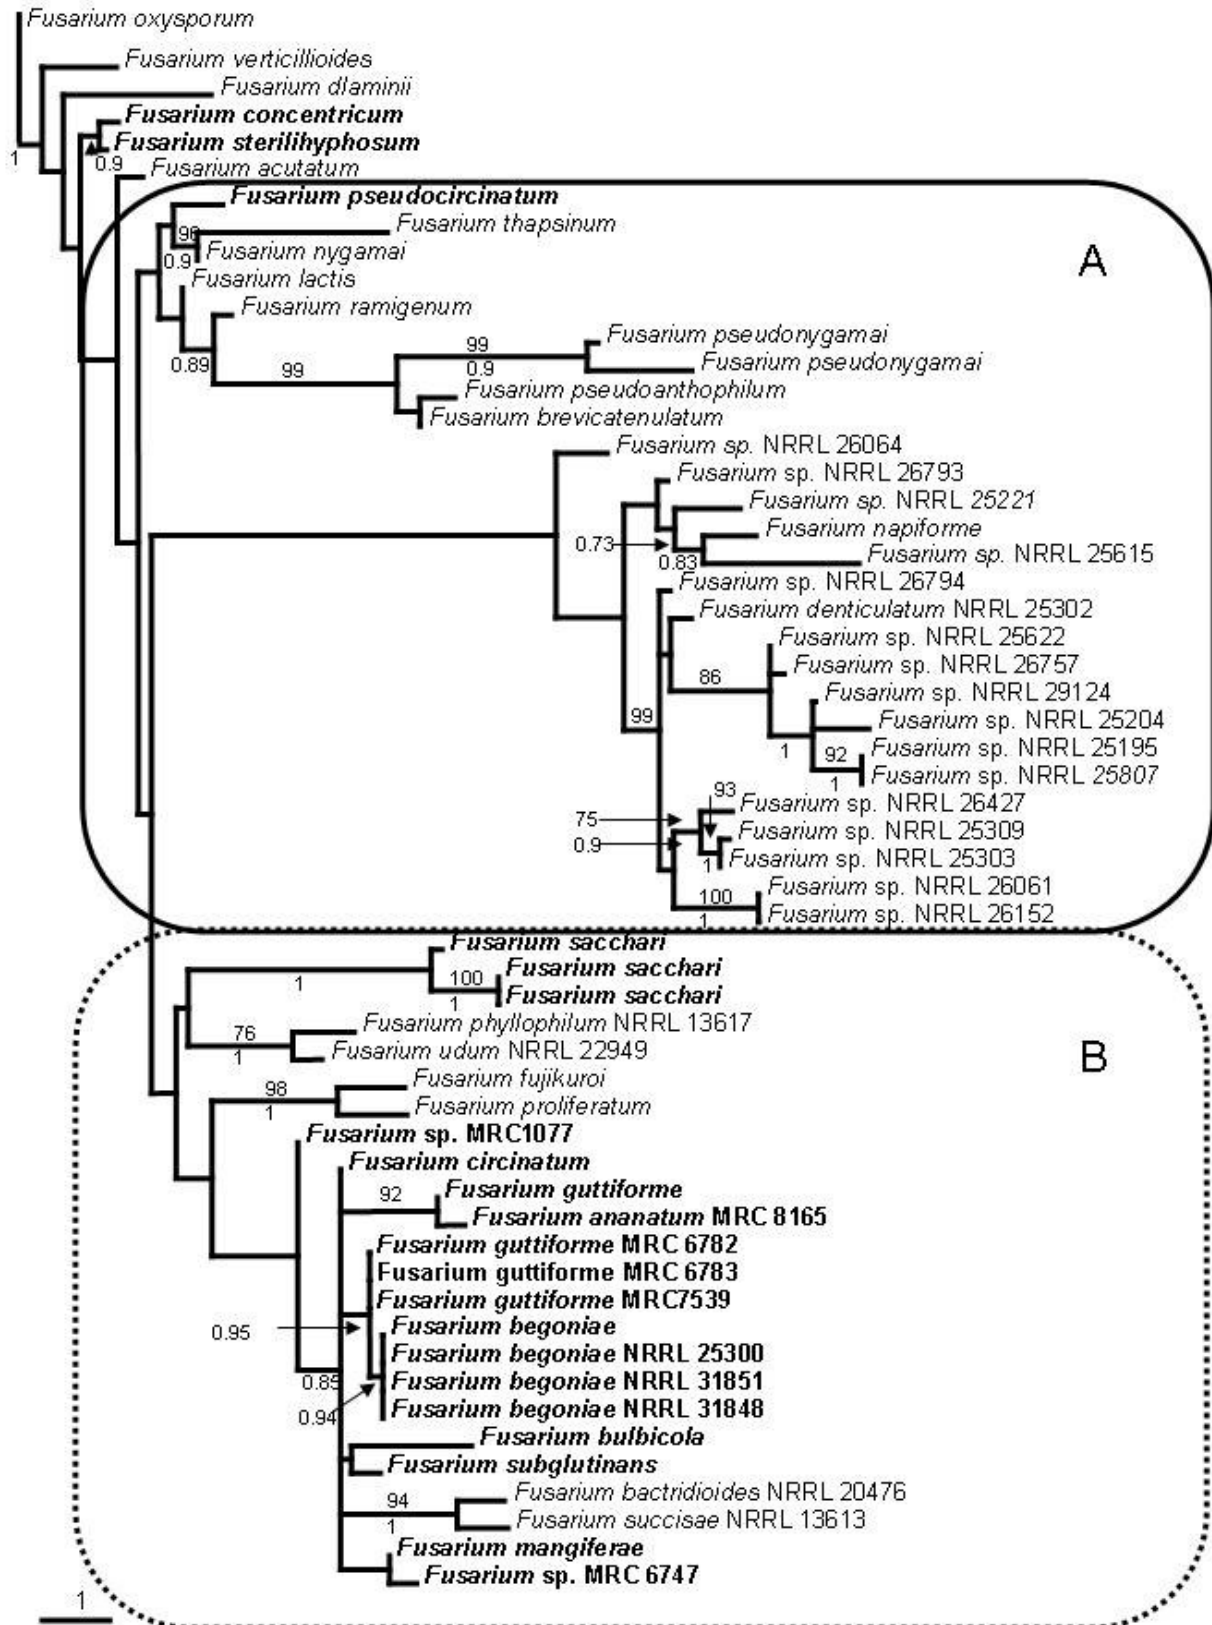 Fusarium oxysporum
Fusarium verticillioides
Fusarium dlaminii
Fusarium concentricum
Fusarium sterilihyphosum
1
0.9
Fusarium acutatum
Fusarium pseudocircinatum
Fusarium thapsinum
96
Fusarium nygamai
0.9
A
Fusarium lactis
Fusarium ramigenum
Fusarium pseudonygamai
99
0.89
99
0.9
Fusarium pseudonygamai
Fusarium pseudoanthophilum
Fusarium brevicatenulatum
Fusarium sp. NRRL 26064
Fusarium sp. NRRL 26793
Fusarium sp. NRRL 25221
Fusarium napiforme
0.73
0.83
Fusarium sp. NRRL 25615
Fusarium sp. NRRL 26794
Fusarium denticulatum NRRL 25302
Fusarium sp. NRRL 25622
Fusarium sp. NRRL 26757
86
Fusarium sp. NRRL 29124
99
Fusarium sp. NRRL 25204
1
92
Fusarium sp. NRRL 25195
1
Fusarium sp. NRRL 25807
93
Fusarium sp. NRRL 26427
75
Fusarium sp. NRRL 25309
0.9
1
Fusarium sp. NRRL 25303
Fusarium sp. NRRL 26061
100
1
Fusarium sp. NRRL 26152
Fusarium sacchari
Fusarium sacchari
1
100
1
Fusarium sacchari
Fusarium phyllophilum NRRL 13617
76
1
Fusarium udum NRRL 22949
B
Fusarium fujikuroi
98
1
Fusarium proliferatum
Fusarium sp. MRC1077
Fusarium circinatum
92
Fusarium guttiforme
Fusarium ananatum MRC 8165
Fusarium guttiforme MRC 6782
Fusarium guttiforme MRC 6783
Fusarium guttiforme MRC7539
0.95
Fusarium begoniae
Fusarium begoniae NRRL 25300
0.85
Fusarium begoniae NRRL 31851
0.94
Fusarium begoniae NRRL 31848
Fusarium bulbicola
Fusarium subglutinans
Fusarium bactridioides NRRL 20476
94
1
Fusarium succisae NRRL 13613
Fusarium mangiferae
Fusarium sp. MRC 6747
1